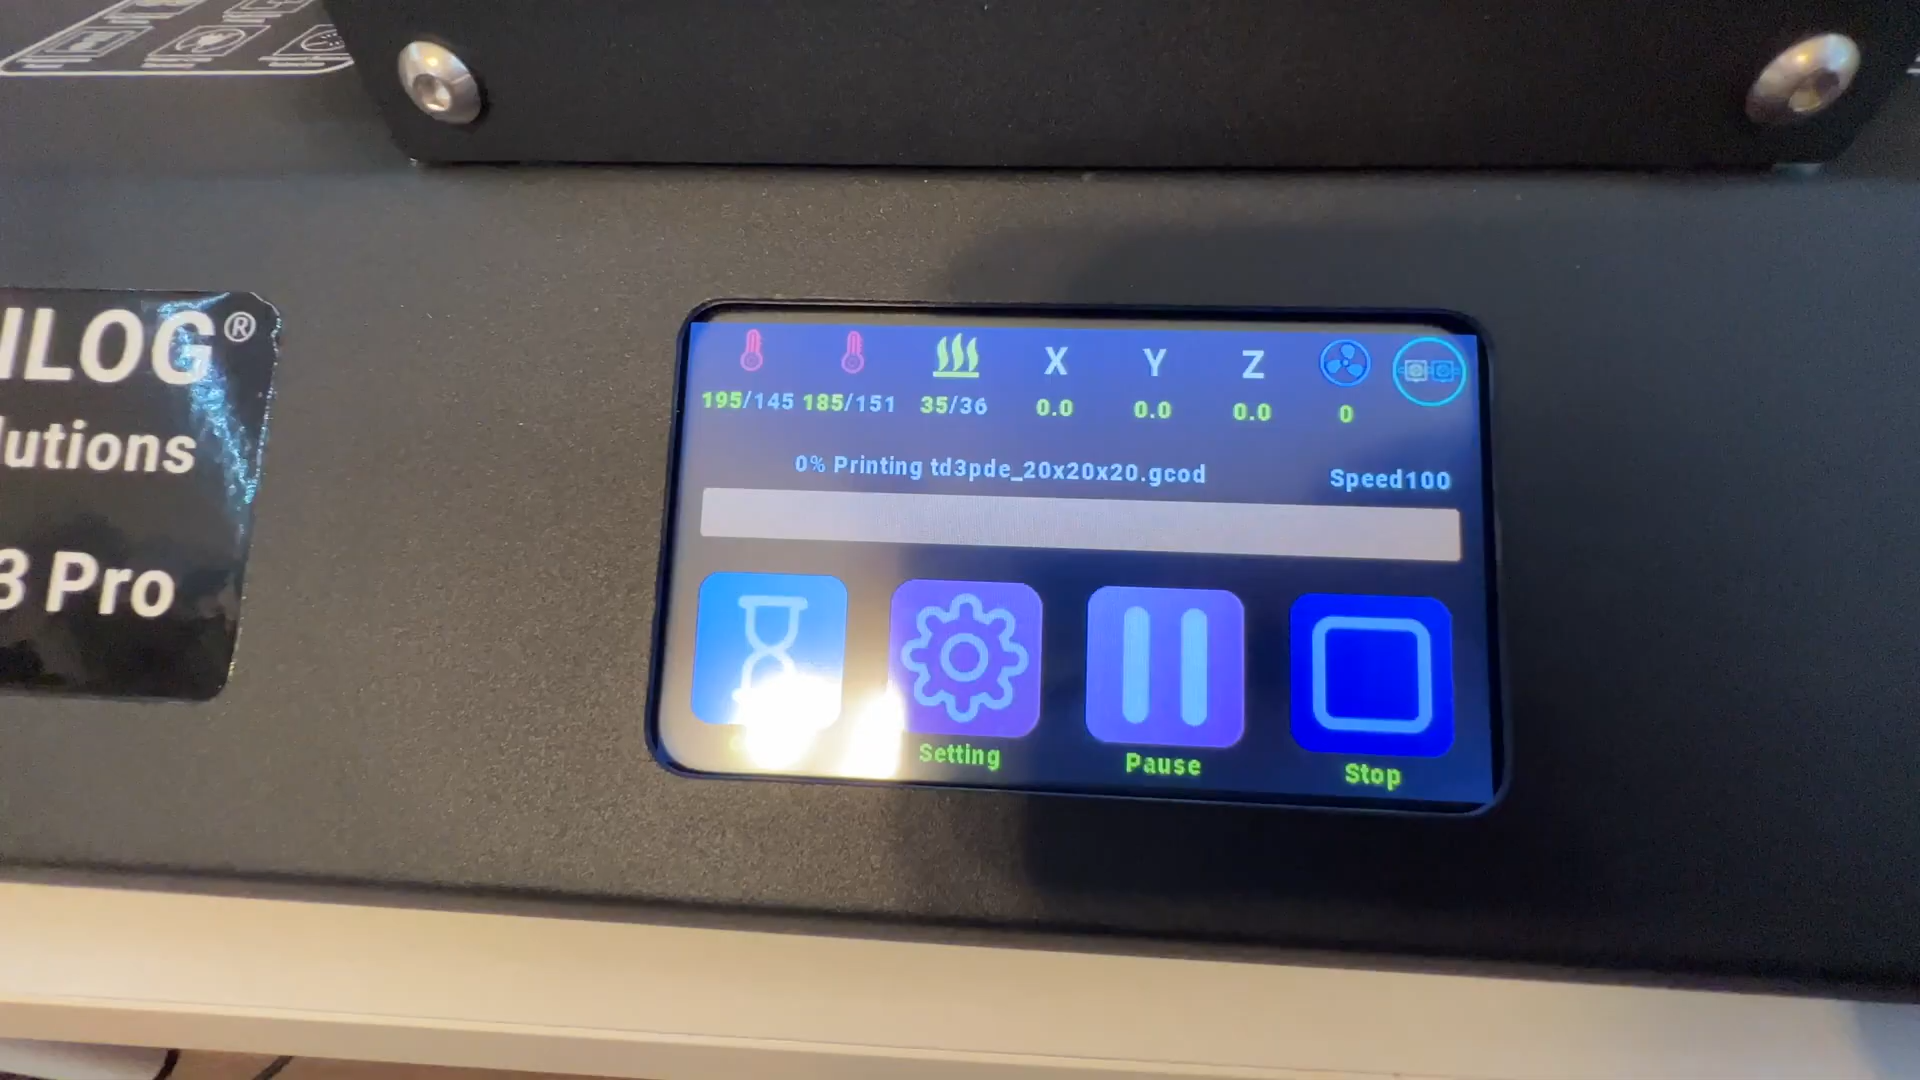 ILOG®
lutions
3 Pro
X Y Z
195/145 185/151 35/36 0.0 0.0 0.0 0
0% Printing td3pde_20x20x20.gcod Speed100
Setting Pause Stop